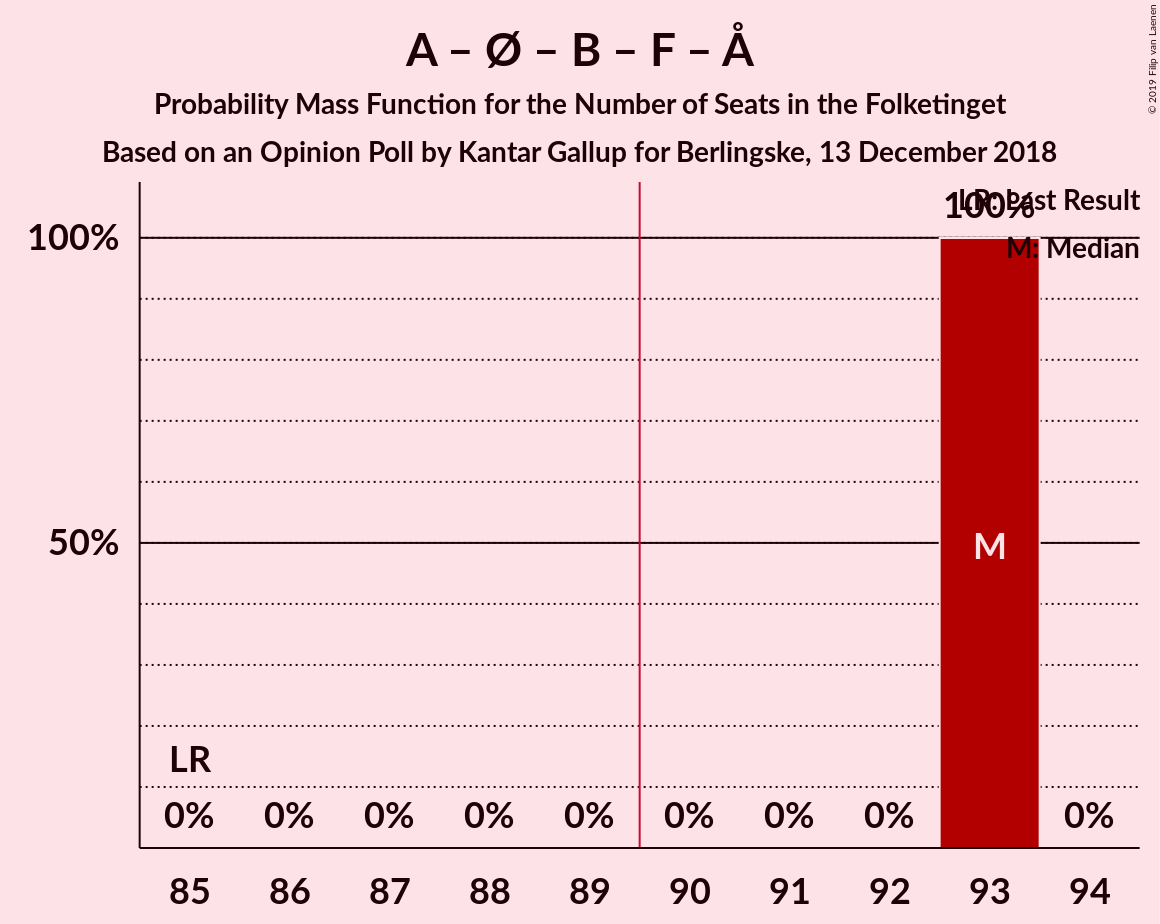 A – Ø – B – F – Å
Probability Mass Function for the Number of Seats in the Folketinget
Based on an Opinion Poll by Kantar Gallup for Berlingske, 13 December 2018
© 2019 Filip van Laenen
LR: Last Result
100%
M: Median
100%
50%
M
LR
0% 0% 0% 0% 0% 0% 0% 0% 0%
85 86 87 88 89 90 91 92 93 94